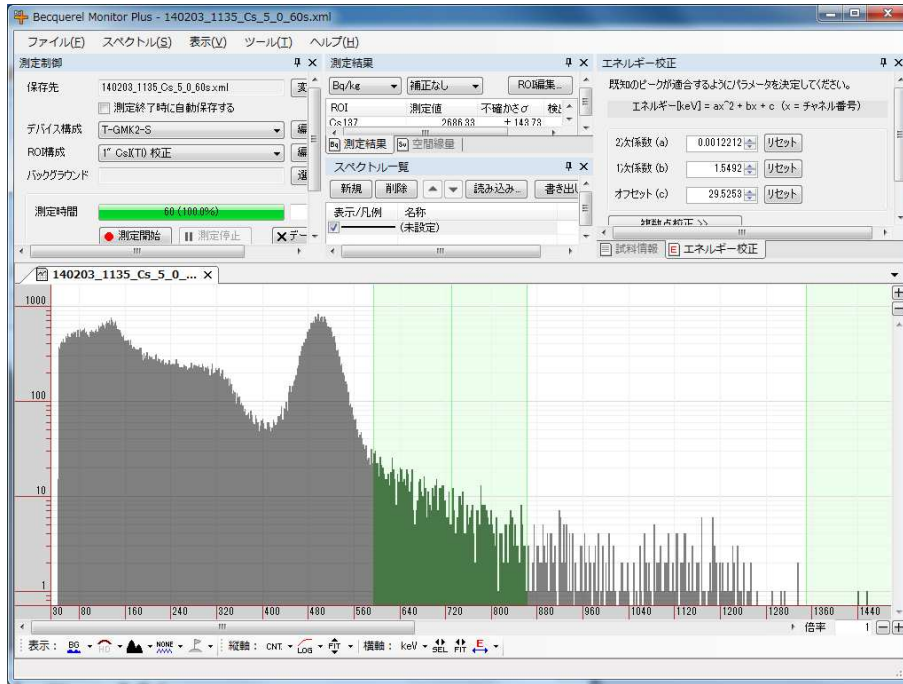 Becquerel Monitor Plus - 140203_1135_Cs_5_0_60s.xml
ファイル(F) スペクトル(S) 表示(V) ツール(T) ヘルプ(H)
測定制御
保存先 140203_1135_Cs_5_0_60s.xml
測定終了時に自動保存する
デバイス構成 T-GMK2-S
ROI構成 1" CsI(Tl) 校正
バックグラウンド
測定時間 60 (100.0%)
測定開始 測定停止 デー
測定結果
Bq/kg 補正なし ROI編集...
ROI 測定値 不確かさσ 検
Cs137 2686.33 ± 143.73
測定結果 空間線量
スペクトル一覧
新規 削除 読み込み... 書き出し
表示/凡例 名称
(未設定)
エネルギー校正
既知のピークが適合するようにパラメータを決定してください。
エネルギー[keV] = ax^2 + bx + c (x = チャネル番号)
2次係数 (a) 0.0012212 リセット
1次係数 (b) 1.5492 リセット
オフセット (c) 29.5253 リセット
複数点校正 >>
試料情報 エネルギー校正
140203_1135_Cs_5_0_...
1000
100
10
1
30 80 160 240 320 400 480 560 640 720 800 880 960 1040 1120 1200 1280 1360 1440
倍率 1
表示: BG NONE 縦軸: CNT. LOG FIT 横軸: keV SEL FIT E